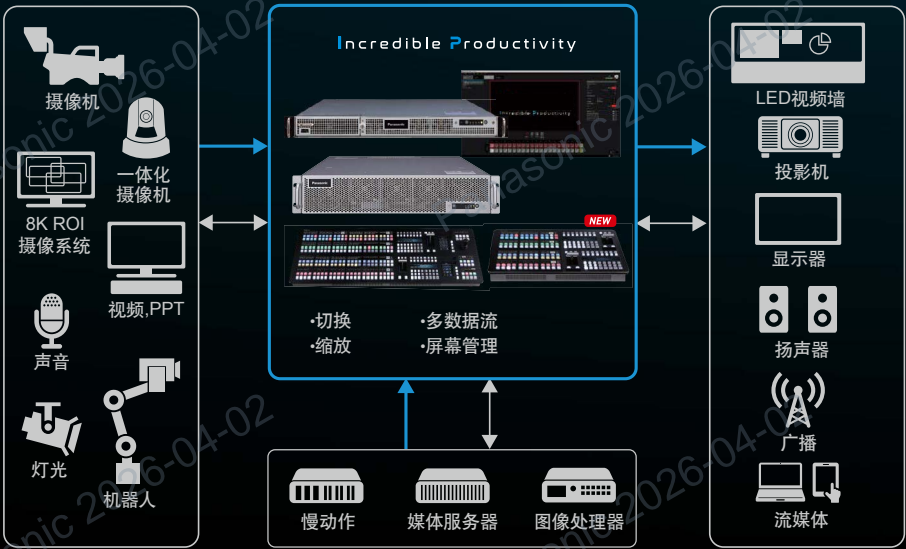 摄像机
一体化
摄像机
8K ROI
摄像系统
视频,PPT
声音
灯光
机器人
Incredible Productivity
Panasonic
Incredible Productivity
Panasonic
NEW
·切换
·多数据流
·缩放
·屏幕管理
慢动作
媒体服务器
图像处理器
LED视频墙
投影机
显示器
扬声器
广播
流媒体
Panasonic 2026-04-02